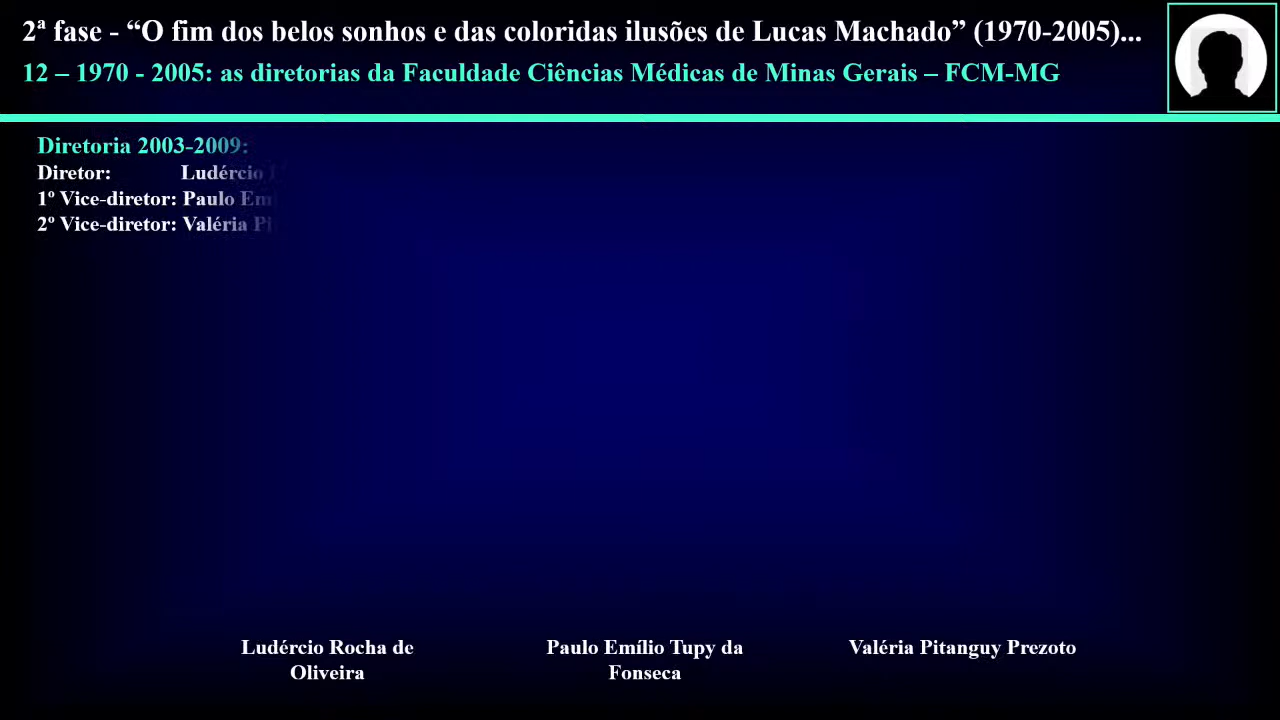 2ª fase - “O fim dos belos sonhos e das coloridas ilusões de Lucas Machado” (1970-2005)...
12 – 1970 - 2005: as diretorias da Faculdade Ciências Médicas de Minas Gerais – FCM-MG
Diretoria 2003-2009:
Diretor: Ludércio
1º Vice-diretor: Paulo
2º Vice-diretor: Valéria
Ludércio Rocha de
Oliveira
Paulo Emílio Tupy da
Fonseca
Valéria Pitanguy Prezoto